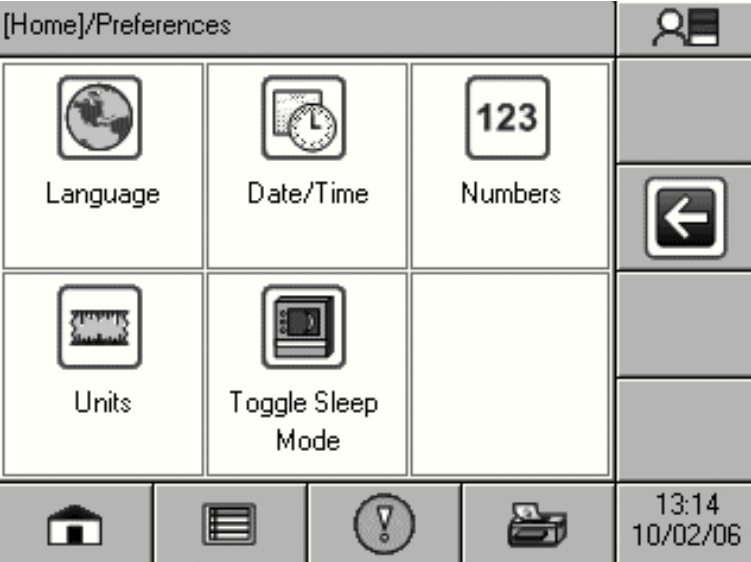 [Home]/Preferences
123
Language
Date/Time
Numbers
Units
Toggle Sleep
Mode
13:14
10/02/06